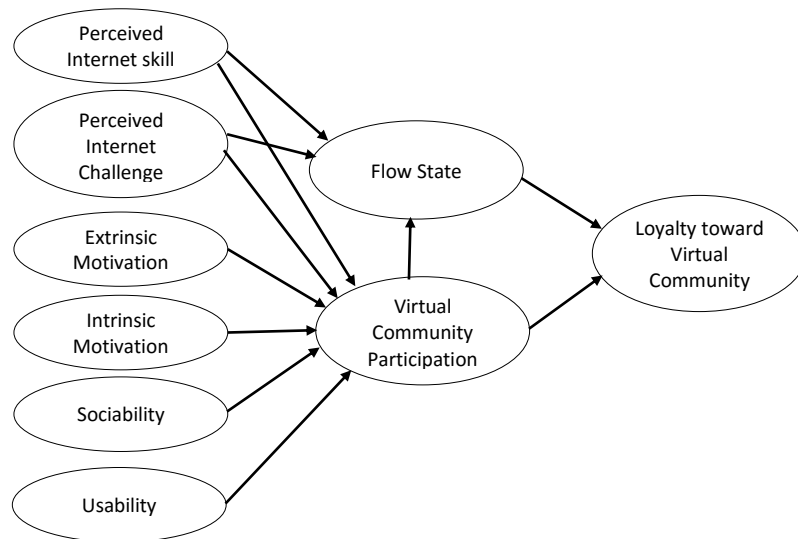 Perceived
Internet skill
Perceived
Internet
Challenge
Flow State
Loyalty toward
Virtual
Community
Extrinsic
Motivation
Virtual
Community
Participation
Intrinsic
Motivation
Sociability
Usability